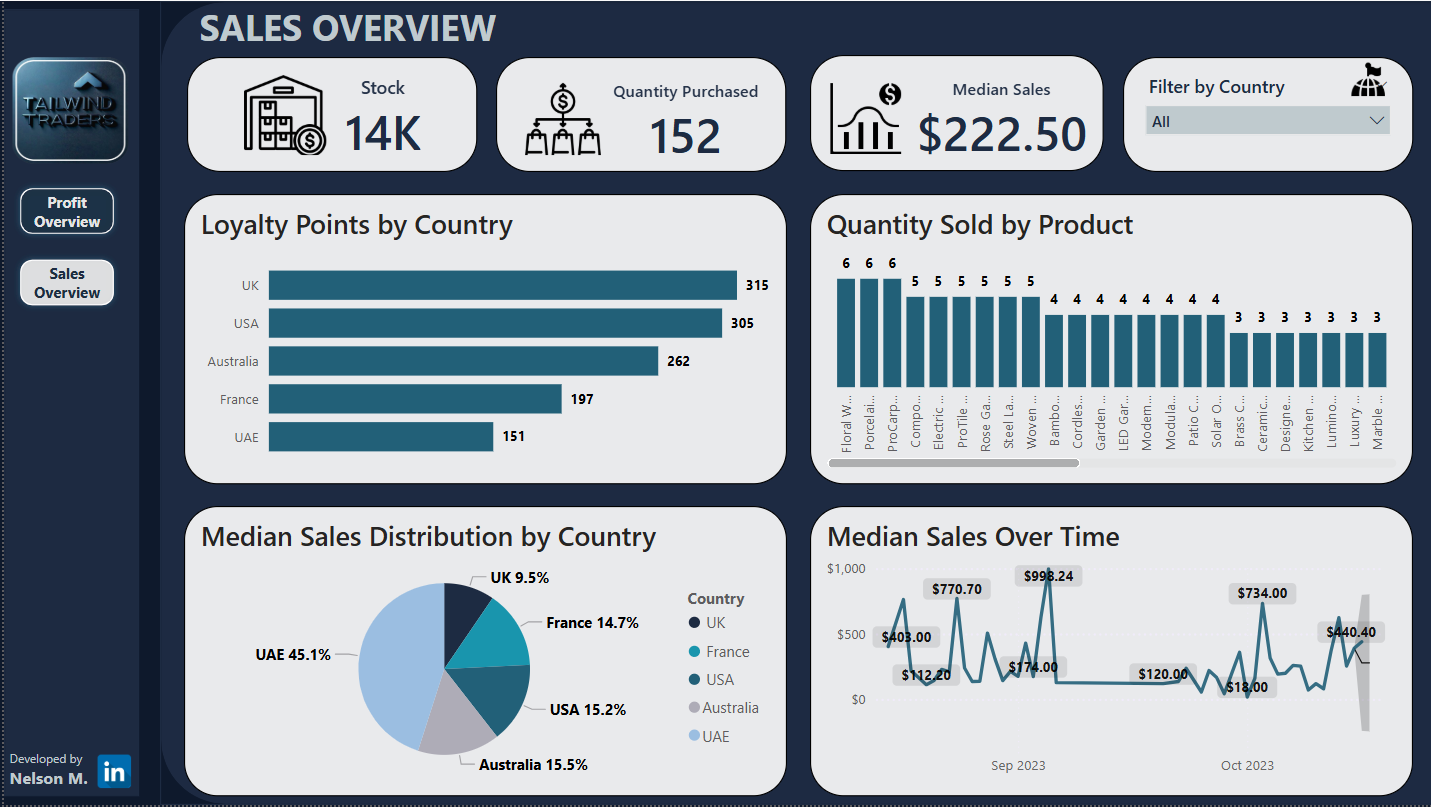 SALES OVERVIEW
TAILWIND
TRADERS
Profit
Overview
Sales
Overview
Developed by
Nelson M.
in
Stock
14K
Quantity Purchased
152
Median Sales
$222.50
Filter by Country
All
Loyalty Points by Country
UK 315
USA 305
Australia 262
France 197
UAE 151
Quantity Sold by Product
6 6 6 5 5 5 5 5 5 4 4 4 4 4 4 4 4 3 3 3 3 3 3 3
Floral W...
Porcelai...
ProCarp...
Compo...
Electric ...
ProTile ...
Rose Ga...
Steel La...
Woven ...
Bambo...
Cordles...
Garden ...
LED Gar...
Modern...
Modula...
Patio C...
Solar O...
Brass C...
Ceramic...
Designe...
Kitchen ...
Lumino...
Luxury ...
Marble ...
Median Sales Distribution by Country
UK 9.5%
France 14.7%
USA 15.2%
Australia 15.5%
UAE 45.1%
Country
UK
France
USA
Australia
UAE
Median Sales Over Time
$1,000
$500
$0
$403.00
$112.20
$770.70
$174.00
$998.24
$120.00
$18.00
$734.00
$440.40
Sep 2023
Oct 2023